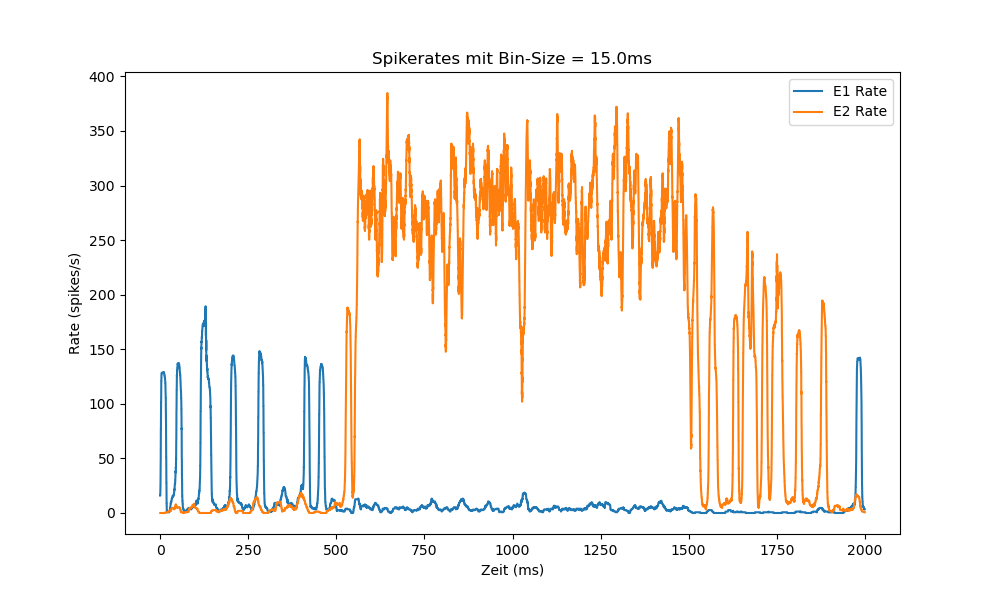 Spikerates mit Bin-Size = 15.0ms
E1 Rate
E2 Rate
Rate (spikes/s)
400
350
300
250
200
150
100
50
0
0 250 500 750 1000 1250 1500 1750 2000
Zeit (ms)